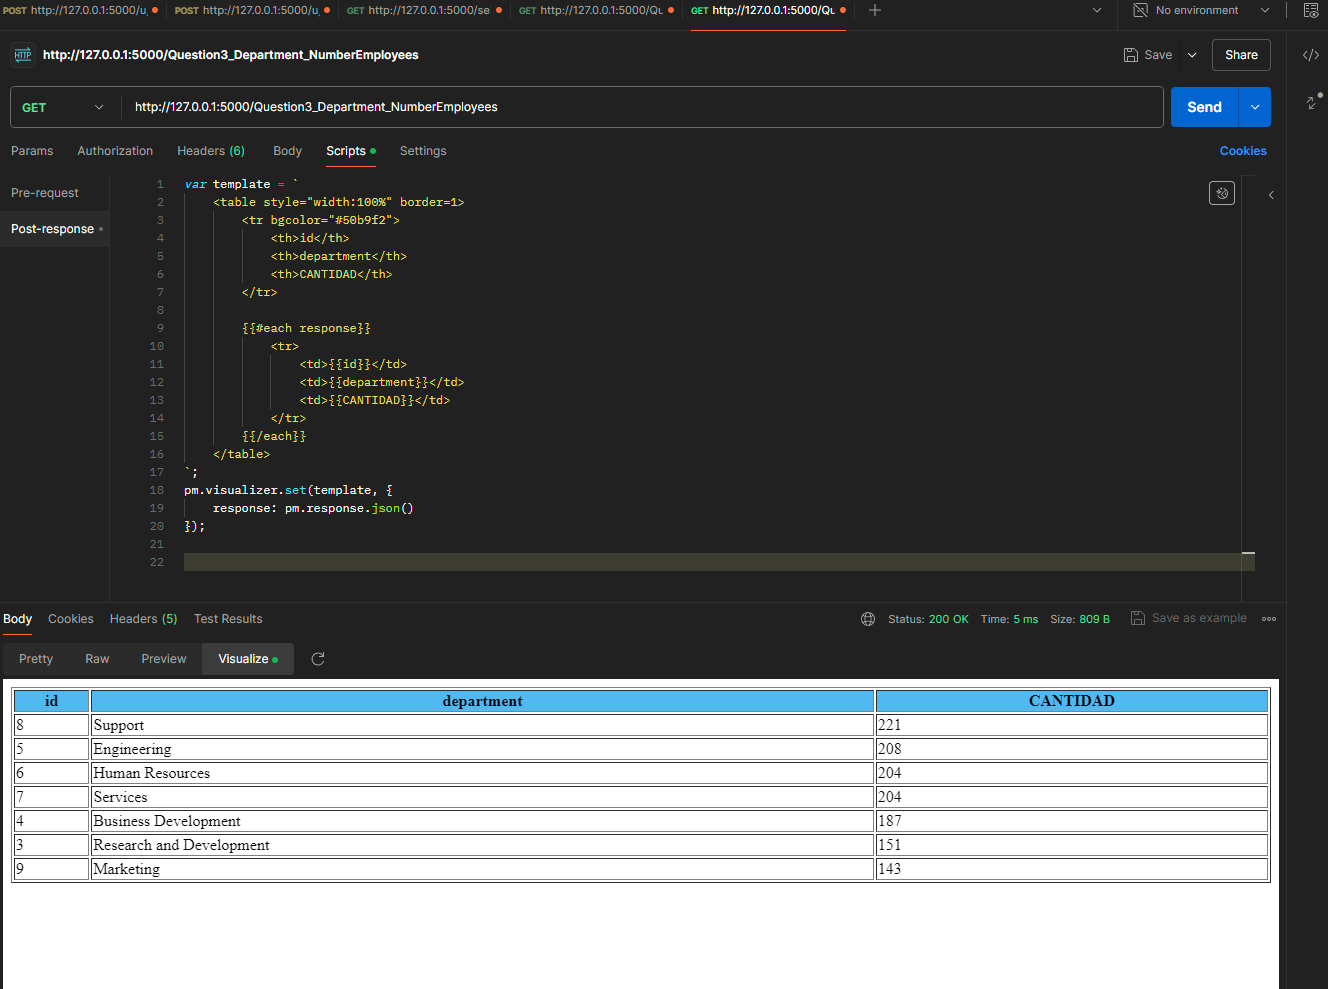 POST http://127.0.0.1:5000/u, POST http://127.0.0.1:5000/u, GET http://127.0.0.1:5000/se GET http://127.0.0.1:5000/Qu GET http://127.0.0.1:5000/Qu + No environment
HTTP http://127.0.0.1:5000/Question3_Department_NumberEmployees Save Share
GET http://127.0.0.1:5000/Question3_Department_NumberEmployees Send
Params Authorization Headers (6) Body Scripts Settings Cookies
Pre-request
Post-response
1 var template = `
2 <table style="width:100%" border=1>
3 <tr bgcolor="#50b9f2">
4 <th>id</th>
5 <th>department</th>
6 <th>CANTIDAD</th>
7 </tr>
8
9 {{#each response}}
10 <tr>
11 <td>{{id}}</td>
12 <td>{{department}}</td>
13 <td>{{CANTIDAD}}</td>
14 </tr>
15 {{/each}}
16 </table>
17 `;
18 pm.visualizer.set(template, {
19 response: pm.response.json()
20 });
21
22
Body Cookies Headers (5) Test Results Status: 200 OK Time: 5 ms Size: 809 B Save as example
Pretty Raw Preview Visualize
id department CANTIDAD
8 Support 221
5 Engineering 208
6 Human Resources 204
7 Services 204
4 Business Development 187
3 Research and Development 151
9 Marketing 143